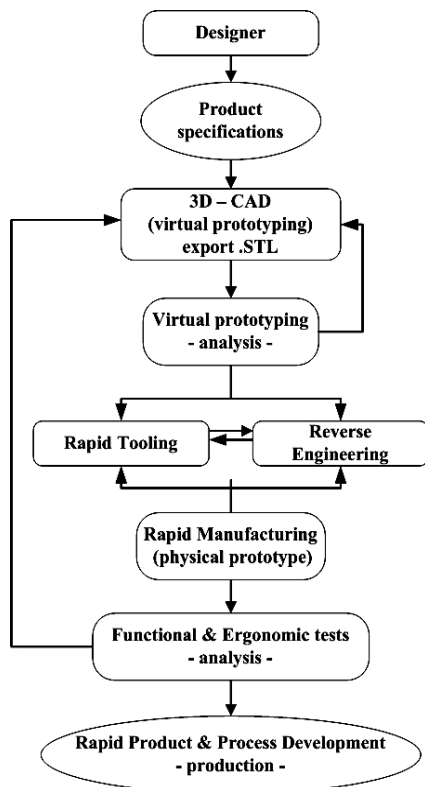 Designer
Product
specifications
3D – CAD
(virtual prototyping)
export .STL
Virtual prototyping
- analysis -
Rapid Tooling
Reverse
Engineering
Rapid Manufacturing
(physical prototype)
Functional & Ergonomic tests
- analysis -
Rapid Product & Process Development
- production -